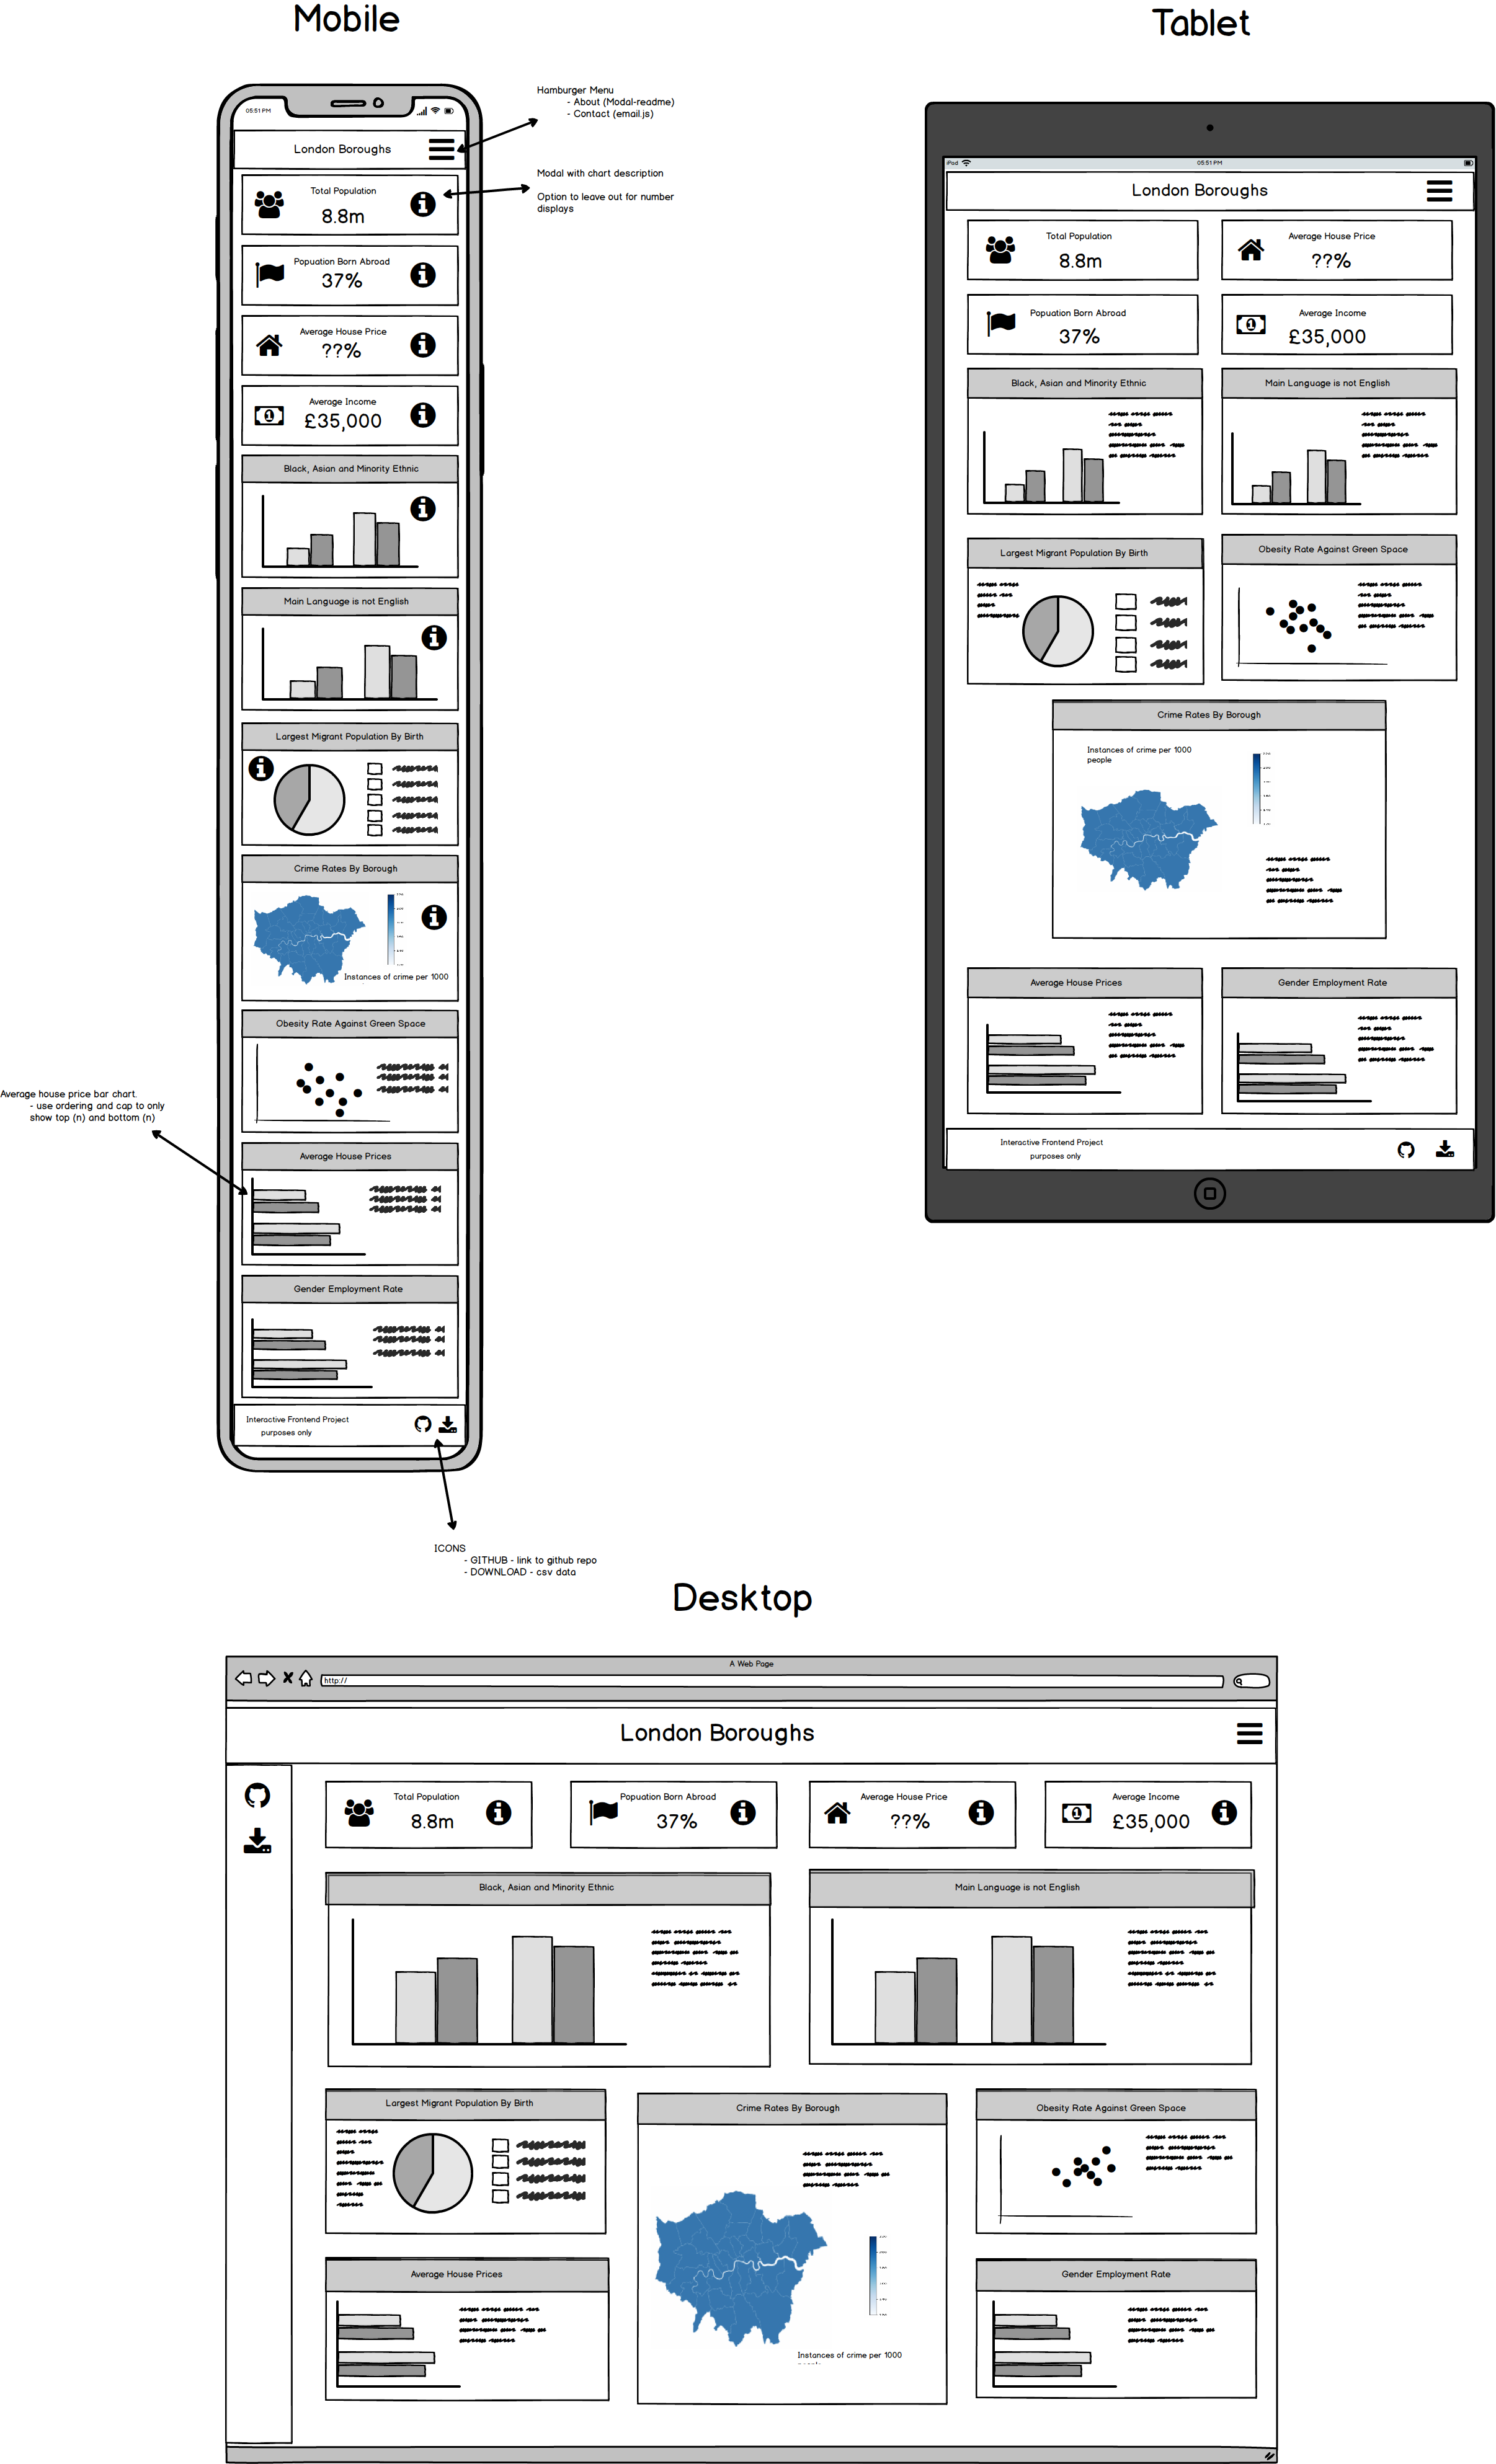 Mobile
Tablet
Hamburger Menu
- About (Modal-readme)
- Contact (email.js)
Modal with chart description
Option to leave out for number
displays
05:51 PM
London Boroughs
Total Population
8.8m
Popuation Born Abroad
37%
Average House Price
??%
Average Income
£35,000
Black, Asian and Minority Ethnic
Main Language is not English
Largest Migrant Population By Birth
Crime Rates By Borough
Instances of crime per 1000
Obesity Rate Against Green Space
Average house price bar chart.
- use ordering and cap to only
show top (n) and bottom (n)
Average House Prices
Gender Employment Rate
Interactive Frontend Project
purposes only
ICONS
- GITHUB - link to github repo
- DOWNLOAD - csv data
iPad
05:51 PM
London Boroughs
Total Population
8.8m
Average House Price
??%
Popuation Born Abroad
37%
Average Income
£35,000
Black, Asian and Minority Ethnic
Main Language is not English
Largest Migrant Population By Birth
Obesity Rate Against Green Space
Crime Rates By Borough
Instances of crime per 1000
people
Average House Prices
Gender Employment Rate
Interactive Frontend Project
purposes only
Desktop
A Web Page
http://
London Boroughs
Total Population
8.8m
Popuation Born Abroad
37%
Average House Price
??%
Average Income
£35,000
Black, Asian and Minority Ethnic
Main Language is not English
Largest Migrant Population By Birth
Crime Rates By Borough
Obesity Rate Against Green Space
Average House Prices
Gender Employment Rate
Instances of crime per 1000